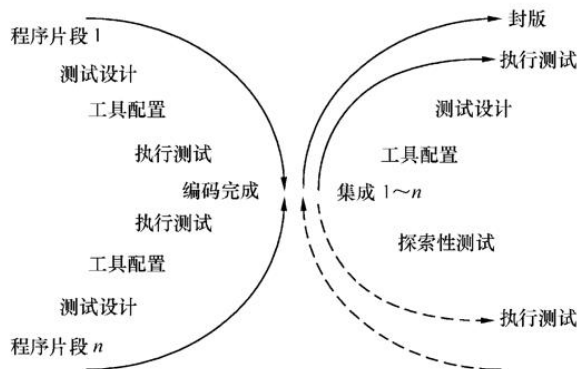 程序片段 1
测试设计
工具配置
执行测试
编码完成
执行测试
工具配置
测试设计
程序片段 n
封版
执行测试
测试设计
工具配置
集成 1～n
探索性测试
执行测试